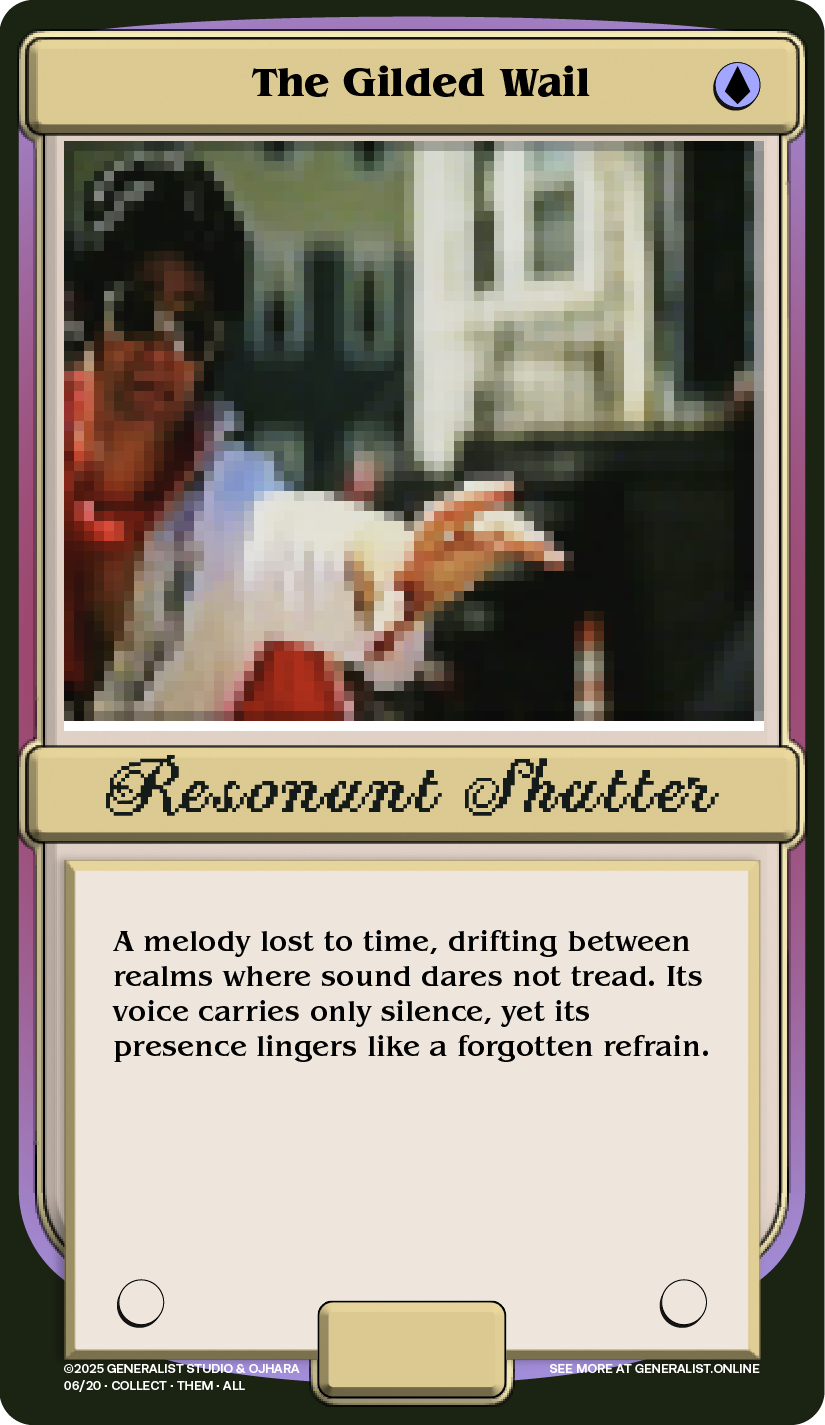 The Gilded Wail
Resonant Shatter
A melody lost to time, drifting between
realms where sound dares not tread. Its
voice carries only silence, yet its
presence lingers like a forgotten refrain.
©2025 GENERALIST STUDIO & OJHARA
06/20 · COLLECT · THEM · ALL
SEE MORE AT GENERALIST.ONLINE